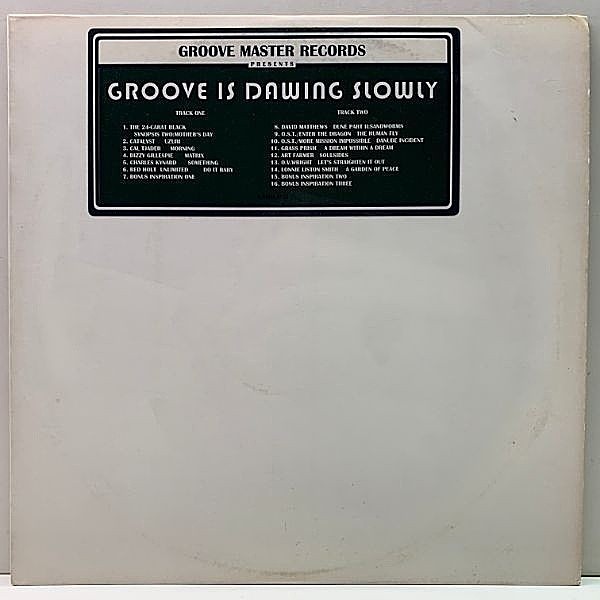 GROOVE MASTER RECORDS
PRESENTS
GROOVE IS DAWING SLOWLY
TRACK ONE
1. THE 24-CARAT BLACK
SYNOPSIS TWO:MOTHER'S DAY
2. CATALYST UZURI
3. CAL TJADER MORNING
4. DIZZY GILLESPIE MATRIX
5. CHARLES KYNARD SOMETHING
6. RED HOLT UNLIMITED DO IT BABY
7. BONUS INSPIRATION ONE
TRACK TWO
8. DAVID MATTHEWS DUNE PART II:SANDWORMS
9. O.S.T./ENTER THE DRAGON THE HUMAN FLY
10. O.S.T./MORE MISSION IMPOSSIBLE DANUBE INCIDENT
11. GRASS PRISM A DREAM WITHIN A DREAM
12. ART FARMER SOULSIDES
13. O.V.WRIGHT LET'S STRAIGHTEN IT OUT
14. LONNIE LISTON SMITH A GARDEN OF PEACE
15. BONUS INSPIRATION TWO
16. BONUS INSPIRATION THREE